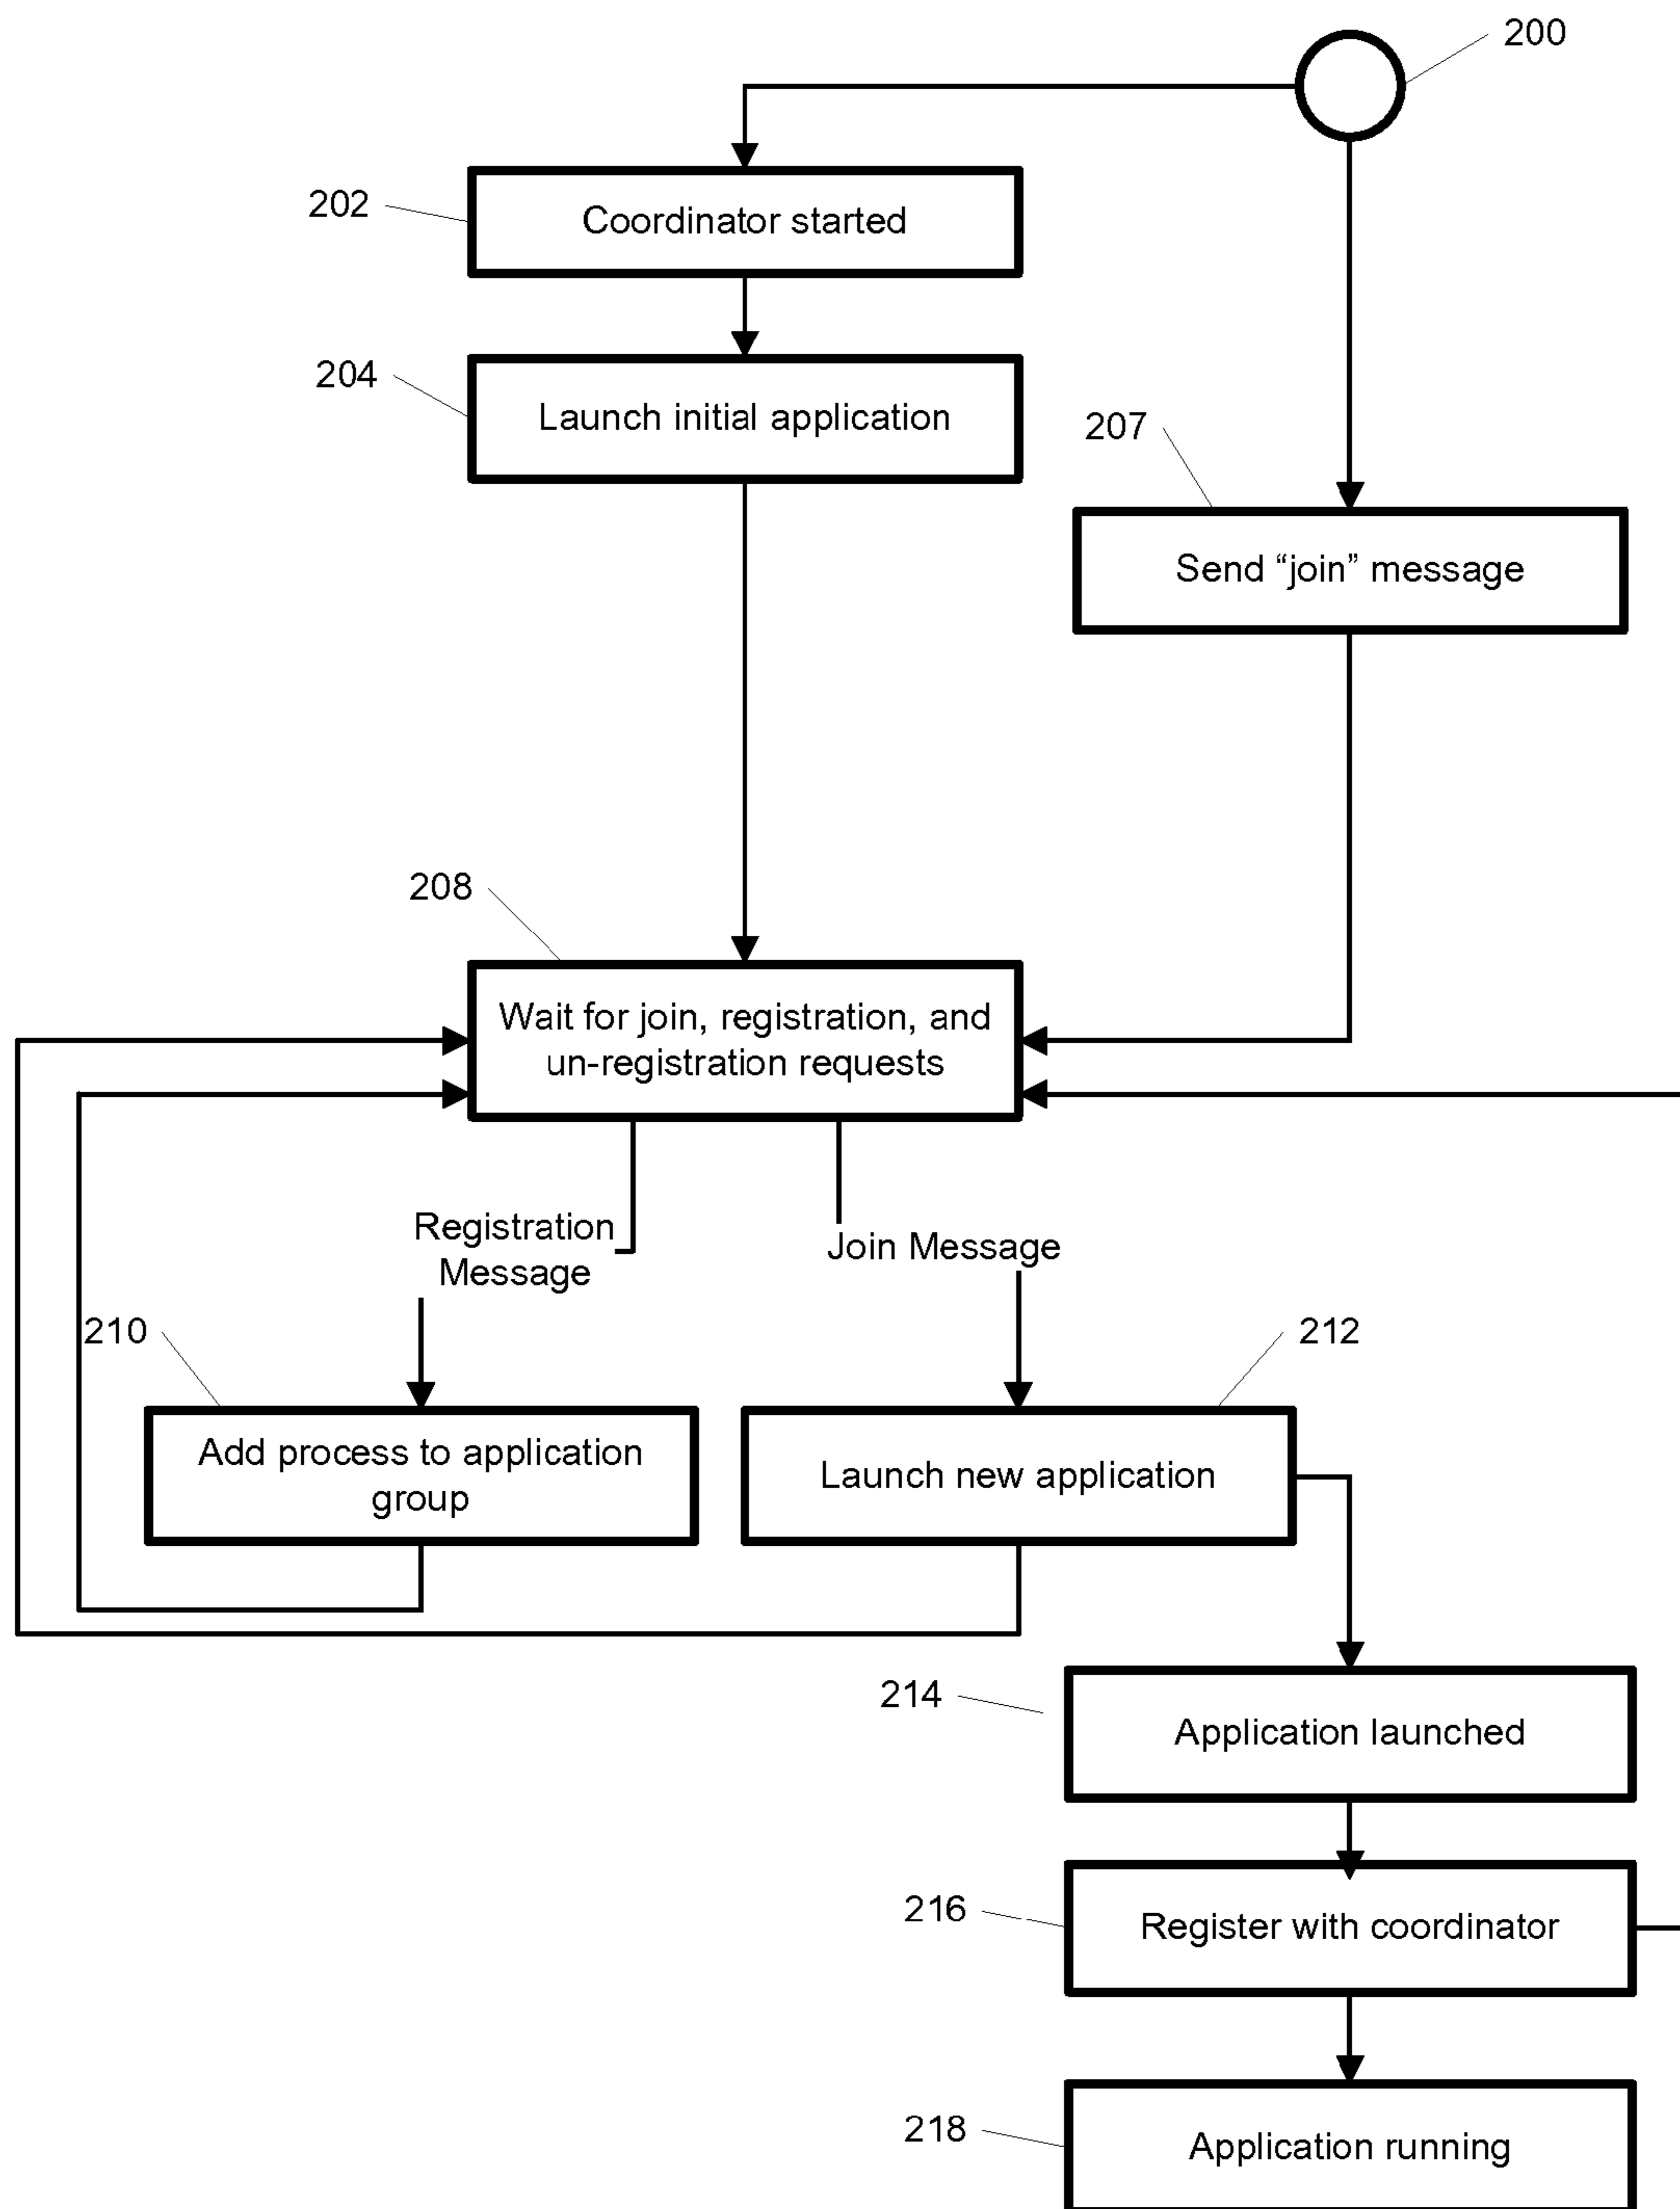 200
202
Coordinator started
204
Launch initial application
207
Send “join” message
208
Wait for join, registration, and
un-registration requests
Registration
Message
Join Message
210
212
Add process to application
group
Launch new application
214
Application launched
216
Register with coordinator
218
Application running